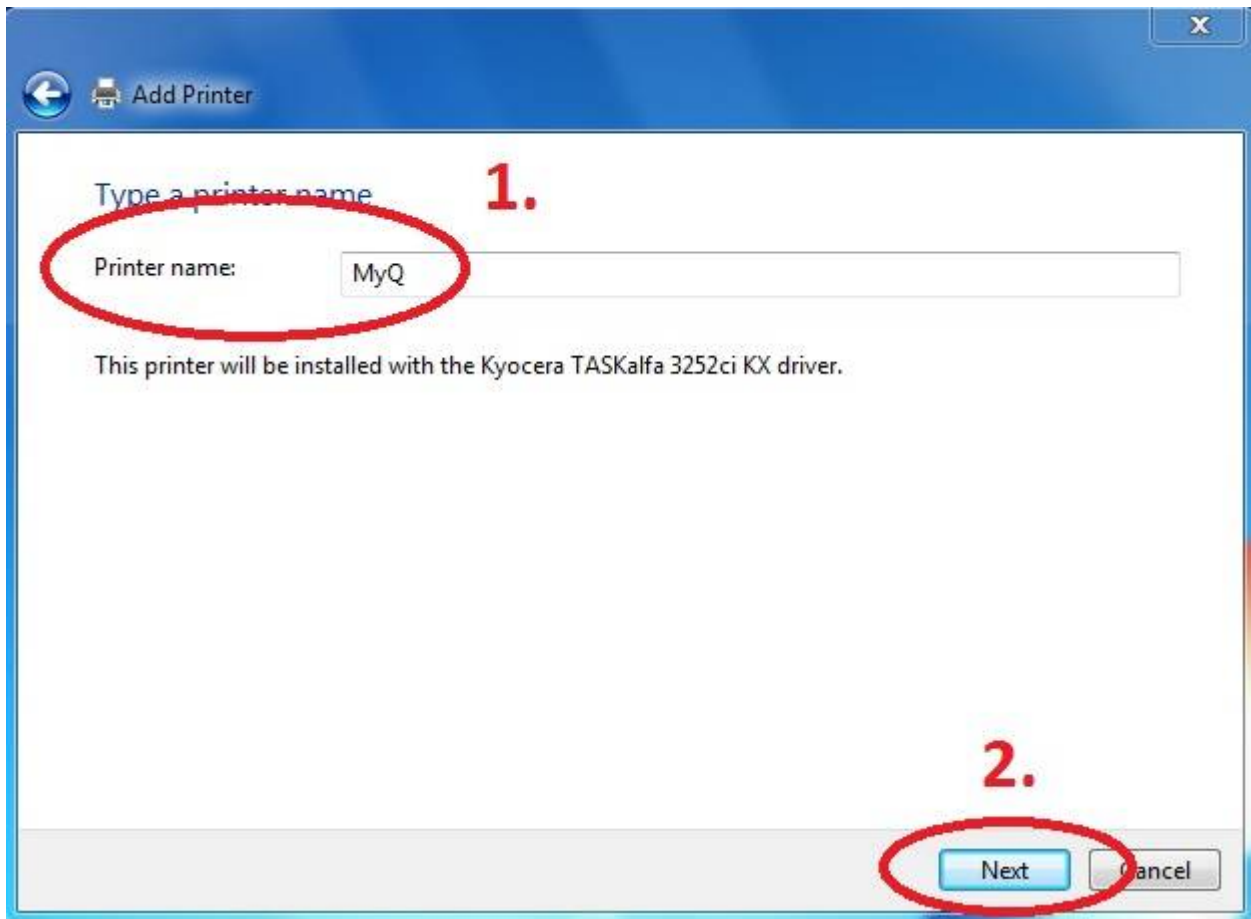 X
Add Printer
Type a printer name
1.
Printer name: MyQ
This printer will be installed with the Kyocera TASKalfa 3252ci KX driver.
2.
Next Cancel